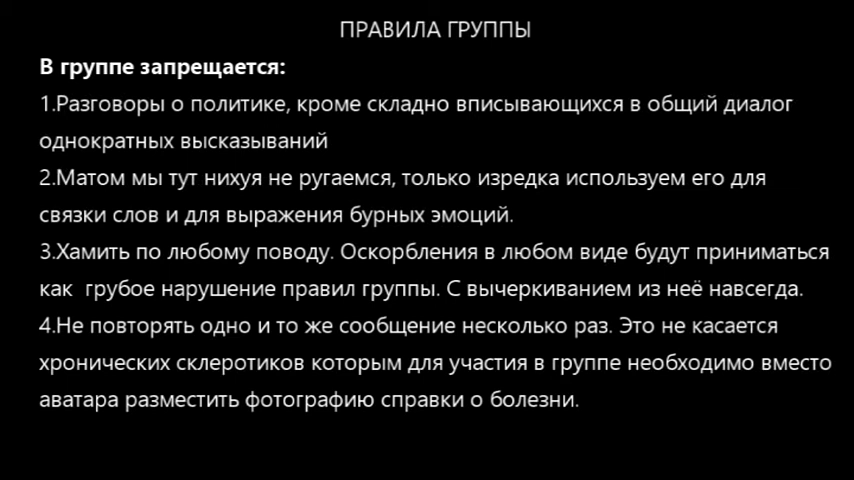 ПРАВИЛА ГРУППЫ
В группе запрещается:
1.Разговоры о политике, кроме складно вписывающихся в общий диалог
однократных высказываний
2.Матом мы тут нихуя не ругаемся, только изредка используем его для
связки слов и для выражения бурных эмоций.
3.Хамить по любому поводу. Оскорбления в любом виде будут приниматься
как  грубое нарушение правил группы. С вычеркиванием из неё навсегда.
4.Не повторять одно и то же сообщение несколько раз. Это не касается
хронических склеротиков которым для участия в группе необходимо вместо
аватара разместить фотографию справки о болезни.